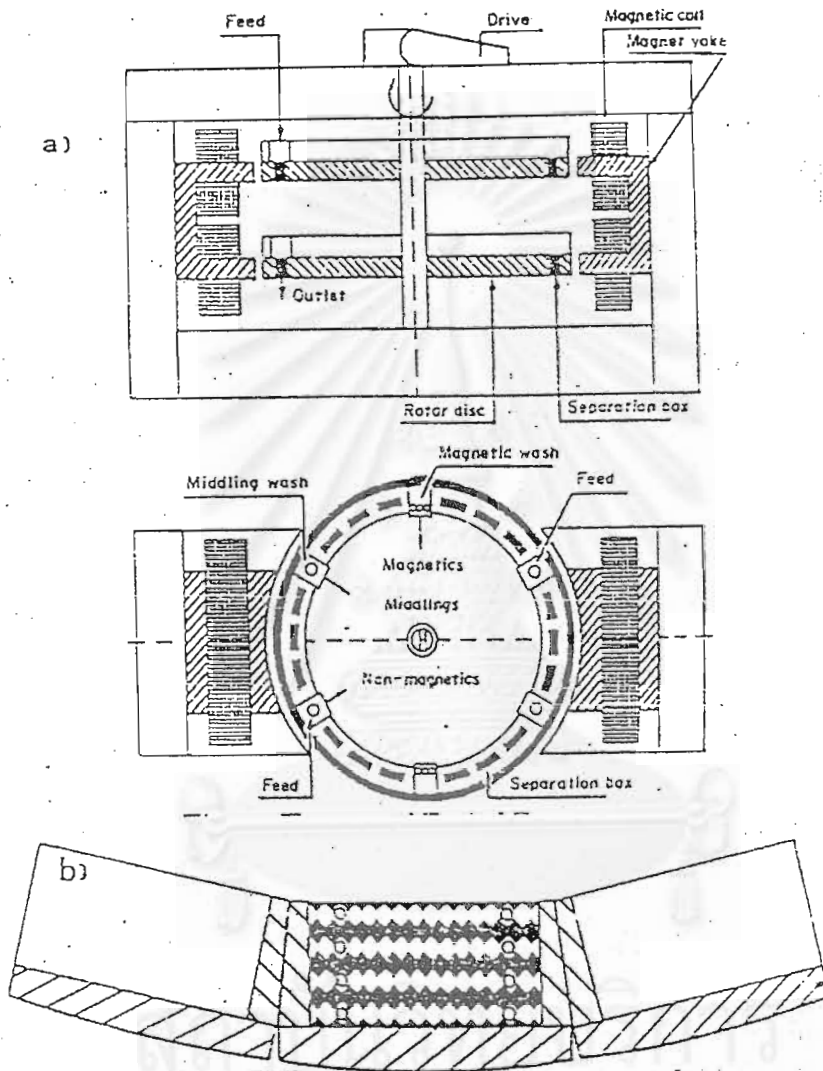 Feed
Drive
Magnetic coil
Magnet yoke
a)
Outlet
Rotor disc
Separation box
Magnetic wash
Middling wash
Feed
Magnetics
Middlings
Non-magnetics
Feed
Separation box
b)